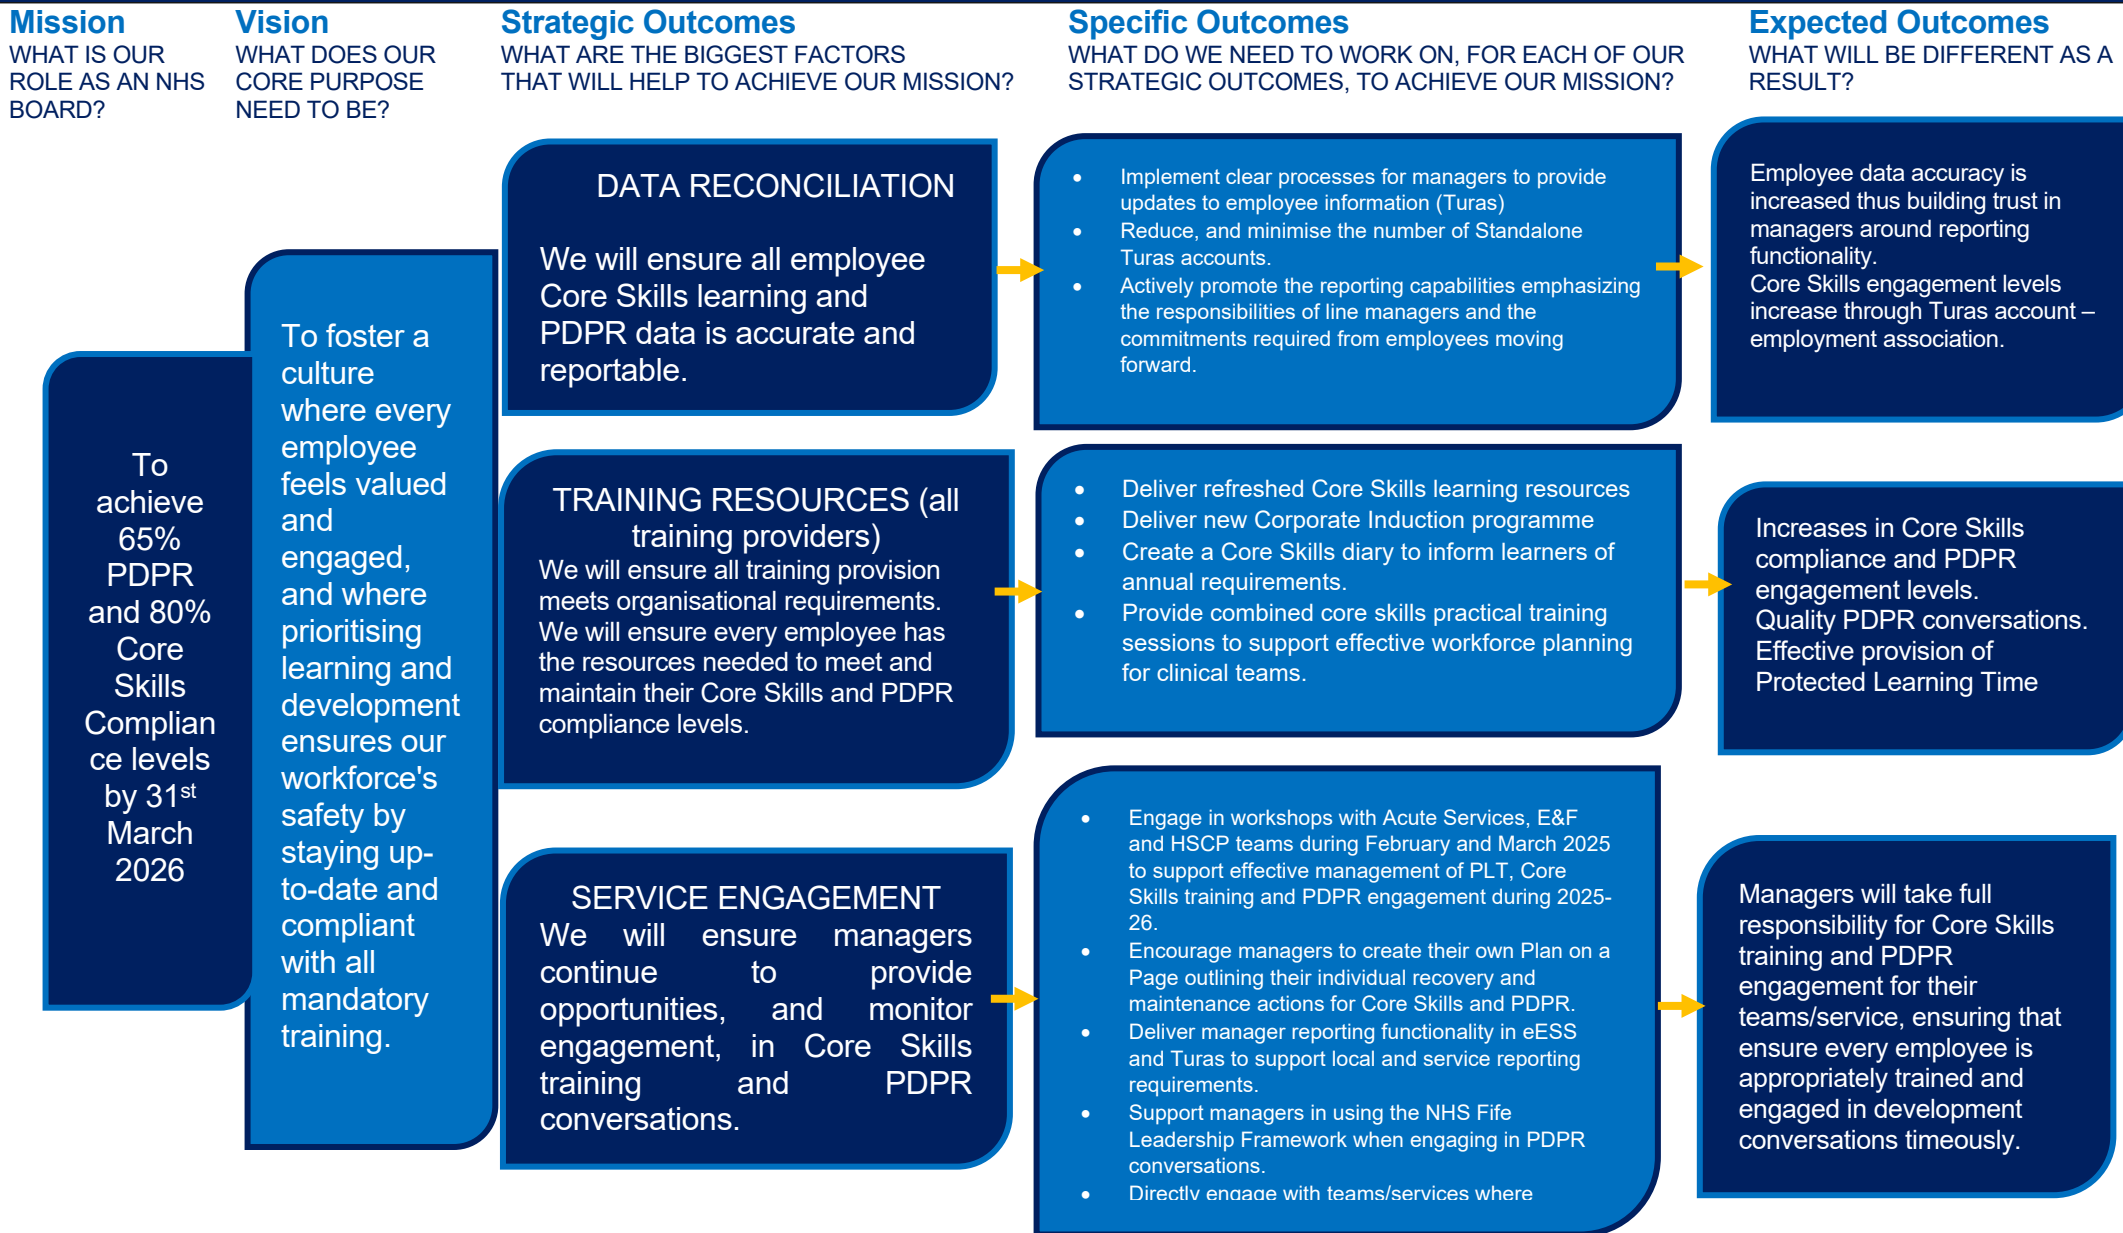 Mission
WHAT IS OUR
ROLE AS AN NHS
BOARD?
Vision
WHAT DOES OUR
CORE PURPOSE
NEED TO BE?
Strategic Outcomes
WHAT ARE THE BIGGEST FACTORS
THAT WILL HELP TO ACHIEVE OUR MISSION?
Specific Outcomes
WHAT DO WE NEED TO WORK ON, FOR EACH OF OUR
STRATEGIC OUTCOMES, TO ACHIEVE OUR MISSION?
Expected Outcomes
WHAT WILL BE DIFFERENT AS A
RESULT?
To
achieve
65%
PDPR
and 80%
Core
Skills
Complian
ce levels
by 31st
March
2026
To foster a
culture
where every
employee
feels valued
and
engaged,
and where
prioritising
learning and
development
ensures our
workforce's
safety by
staying up-
to-date and
compliant
with all
mandatory
training.
DATA RECONCILIATION
We will ensure all employee
Core Skills learning and
PDPR data is accurate and
reportable.
• Implement clear processes for managers to provide
updates to employee information (Turas)
• Reduce, and minimise the number of Standalone
Turas accounts.
• Actively promote the reporting capabilities emphasizing
the responsibilities of line managers and the
commitments required from employees moving
forward.
Employee data accuracy is
increased thus building trust in
managers around reporting
functionality.
Core Skills engagement levels
increase through Turas account –
employment association.
TRAINING RESOURCES (all
training providers)
We will ensure all training provision
meets organisational requirements.
We will ensure every employee has
the resources needed to meet and
maintain their Core Skills and PDPR
compliance levels.
• Deliver refreshed Core Skills learning resources
• Deliver new Corporate Induction programme
• Create a Core Skills diary to inform learners of
annual requirements.
• Provide combined core skills practical training
sessions to support effective workforce planning
for clinical teams.
Increases in Core Skills
compliance and PDPR
engagement levels.
Quality PDPR conversations.
Effective provision of
Protected Learning Time
SERVICE ENGAGEMENT
We will ensure managers
continue to provide
opportunities, and monitor
engagement, in Core Skills
training and PDPR
conversations.
• Engage in workshops with Acute Services, E&F
and HSCP teams during February and March 2025
to support effective management of PLT, Core
Skills training and PDPR engagement during 2025-
26.
• Encourage managers to create their own Plan on a
Page outlining their individual recovery and
maintenance actions for Core Skills and PDPR.
• Deliver manager reporting functionality in eESS
and Turas to support local and service reporting
requirements.
• Support managers in using the NHS Fife
Leadership Framework when engaging in PDPR
conversations.
• Directly engage with teams/services where
Managers will take full
responsibility for Core Skills
training and PDPR
engagement for their
teams/service, ensuring that
ensure every employee is
appropriately trained and
engaged in development
conversations timeously.